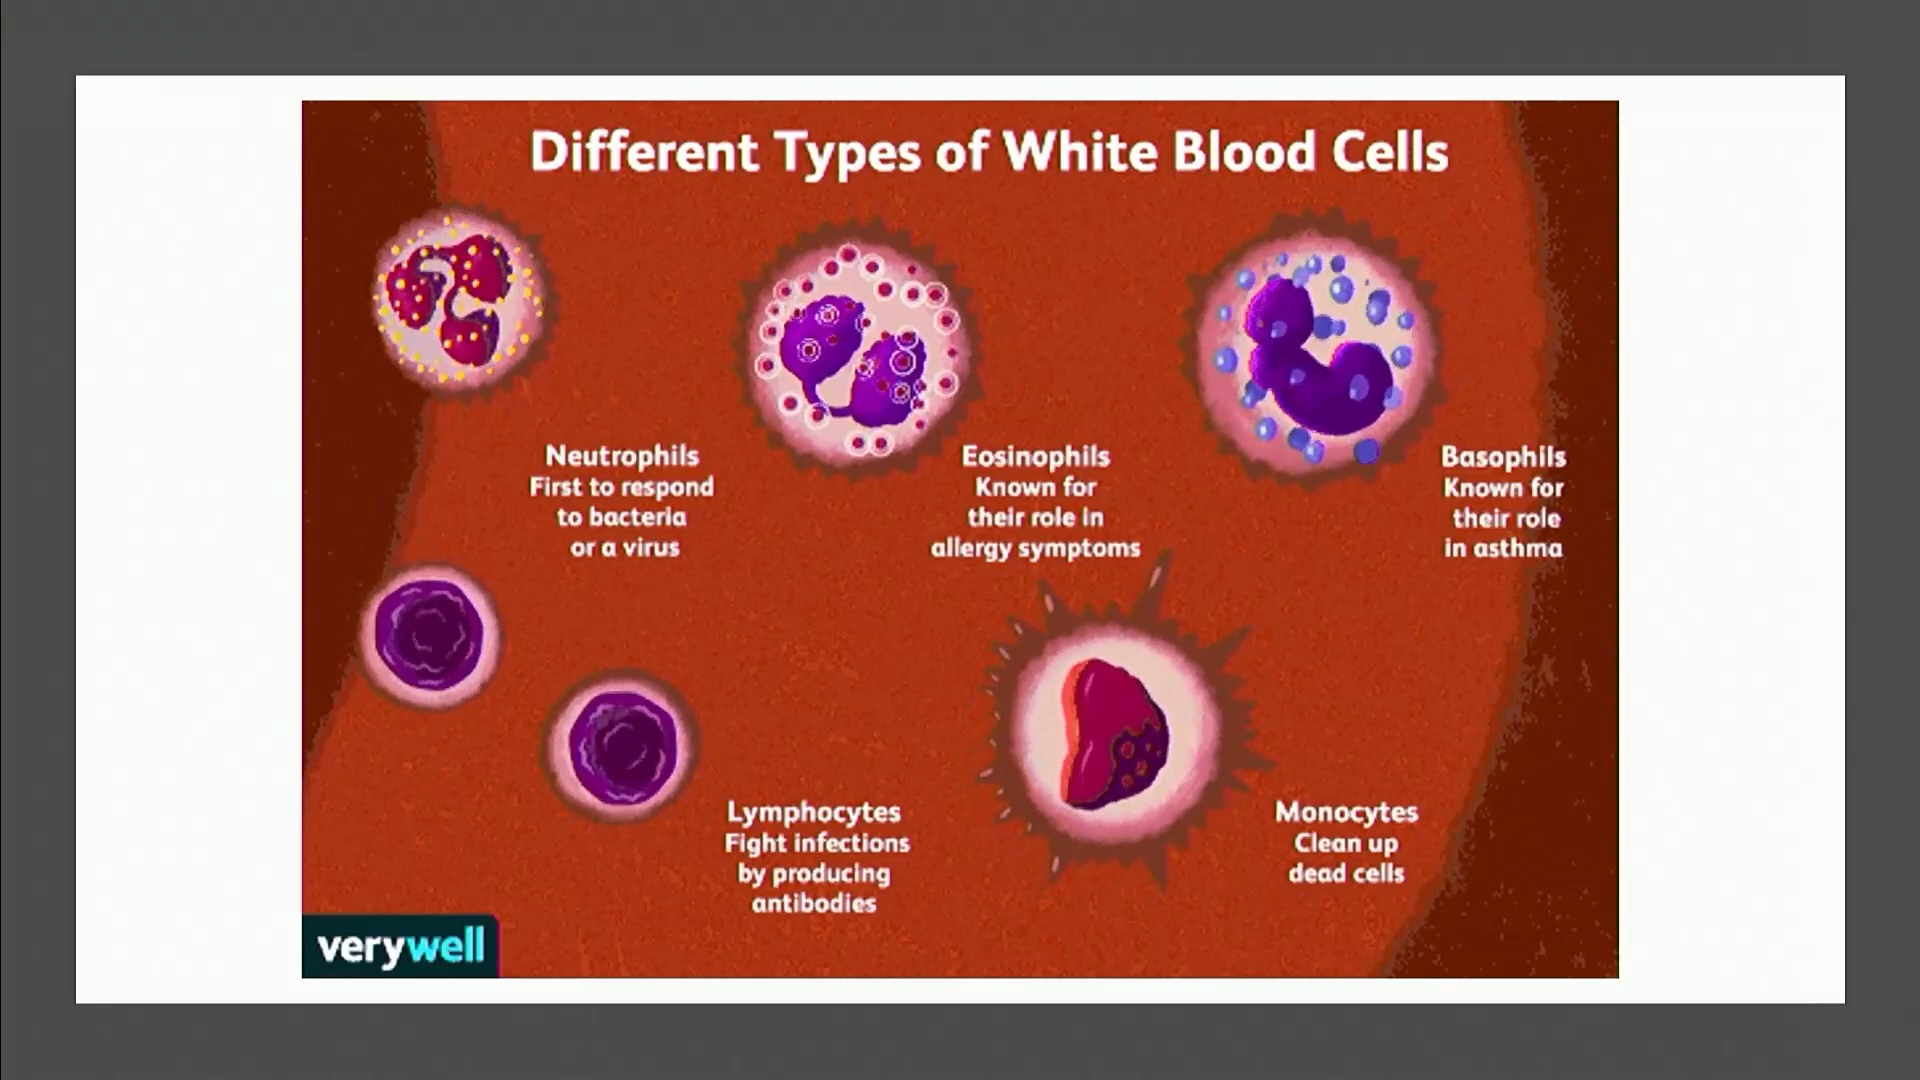 Different Types of White Blood Cells
Neutrophils
First to respond
to bacteria
or a virus
Eosinophils
Known for
their role in
allergy symptoms
Basophils
Known for
their role
in asthma
Lymphocytes
Fight infections
by producing
antibodies
Monocytes
Clean up
dead cells
verywell